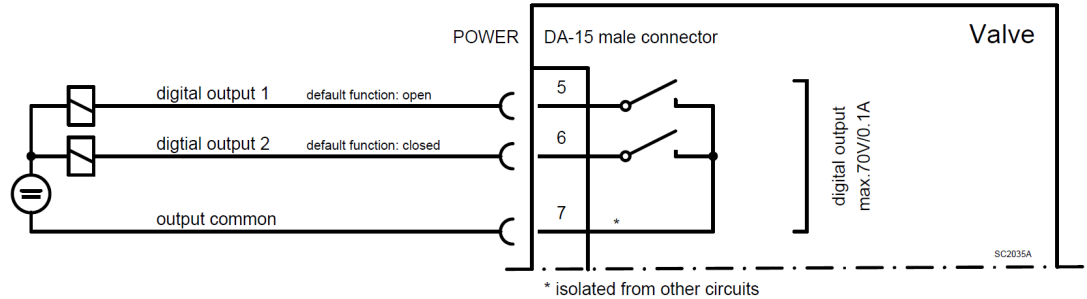 POWER
DA-15 male connector
Valve
digital output 1
default function: open
5
digtial output 2
default function: closed
6
output common
7
*
digital output
max.70V/0.1A
SC2035A
* isolated from other circuits